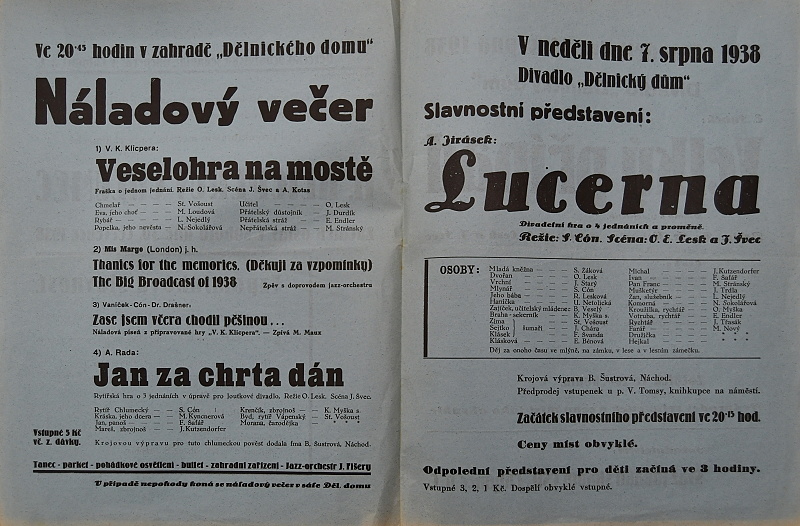 Ve 20·45 hodin v zahradě „Dělnického domu"
Náladový večer
1) V. K. Klicpera:
Veselohra na mostě
Fraška o jednom jednání. Režie O. Lesk. Scéna J. Švec a A. Kotas
Chmelař — — — St. Vošoust Učitel — — — — O. Lesk
Eva, jeho choť — — — M. Loudová Přátelský důstojník — J. Durdík
Rybář — — — L. Nejedlý Přátelská stráž — — E. Endler
Popelka, jeho nevěsta — — N. Sokolářová Nepřátelská stráž — — M. Stránský
2) Mis Margo (London) j. h.
Thanics for the memories. (Děkuji za vzpomínky)
The Big Broadcast of 1938 Zpěv s doprovodem jazz-orchestru
3) Vaníček - Cón - Dr. Drašner:
Zase jsem včera chodil pěšinou . . .
Náladová píseň z připravované hry „V. K. Klicpera". — Zpívá M. Maux
4) A. Rada:
Jan za chrta dán
Rytířská hra o 3 jednáních v úpravě pro loutkové divadlo. Režie O. Lesk. Scéna J. Švec.
Rytíř Chlumecký — — S. Cón Krenčík, zbrojnoš — — K. Myška s.
Kráska, jeho dcera — — M. Kyncnerová Byd, rytíř Vápenský — St. Vošoust
Jan, panoš — — — F. Šafář Morana, čarodějka — — * * *
Marek, zbrojnoš — — J. Kutzendorfer
Vstupné 5 Kč
vč. z. dávky.
Krojovou výpravu pro tuto chlumeckou pověst dodala fma B. Šustrová, Náchod.
Tanec - parket - pohádkové osvětlení - bufet - zahradní zařízení - Jazz-orchestr J. Fišery
V případě nepohody koná se náladový večer v sále Děl. domu
V neděli dne 7. srpna 1938
Divadlo „Dělnický dům"
Slavnostní představení:
A. Jirásek:
Lucerna
Divadelní hra o 4 jednáních a proměně.
Režie: S. Cón. Scéna: O. E. Lesk a J. Švec
OSOBY:
Mladá kněžna — — S. Žáková Michal — — — J. Kutzendorfer
Dvořan — — — O. Lesk Ivan — — — F. Šafář
Vrchní — — — J. Starý Pan Franc — — — M. Stránský
Mlynář — — — S. Cón Mušketýr — — — J. Trdla
Jeho bába — — — R. Lesková Zan, služebník — — L. Nejedlý
Hanička — — — U. Netolická Komorná — — — N. Sokolářová
Zajíček, učitelský mládenec B. Veselý Kroužilka, rychtář — O. Myška
Braha - sekerník — — K. Myška s. Votruba, rychtář — — E. Endler
Zima — — — S. Vošoust Rychtář — — — J. Třasák
Sejtko šumaři J. Chára Farář — — — M. Nový
Klásek — — — F. Švanda Družička — — — * * *
Klásková — — — E. Bénová Hejkal — — — * * *
Děj za onoho času ve mlýně, na zámku, v lese a v lesním zámečku.
Krojová výprava B. Šustrová, Náchod.
Předprodej vstupenek u p. V. Tomsy, knihkupce na náměstí.
Začátek slavnostního představení ve 20·15 hod.
Ceny míst obvyklé.
Odpolední představení pro děti začíná ve 3 hodiny.
Vstupné 3, 2, 1 Kč. Dospělí obvyklé vstupné.